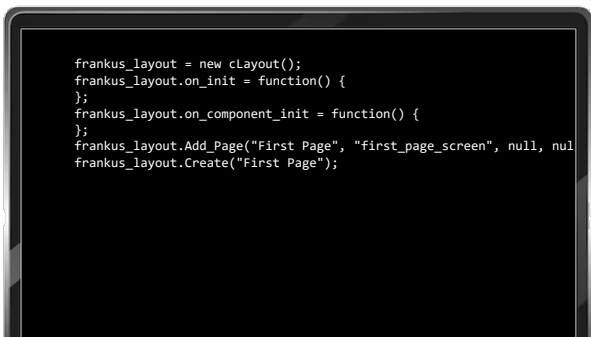 frankus_layout = new cLayout();
frankus_layout.on_init = function() {
};
frankus_layout.on_component_init = function() {
};
frankus_layout.Add_Page("First Page", "first_page_screen", null, nul
frankus_layout.Create("First Page");